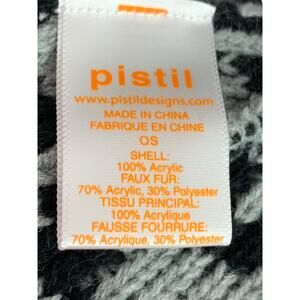 pistil
www.pistildesigns.com
MADE IN CHINA
FABRIQUE EN CHINE
OS
SHELL:
100% Acrylic
FAUX FUR:
70% Acrylic, 30% Polyester
TISSU PRINCIPAL:
100% Acrylique
FAUSSE FOURRURE:
70% Acrylique, 30% Polyester